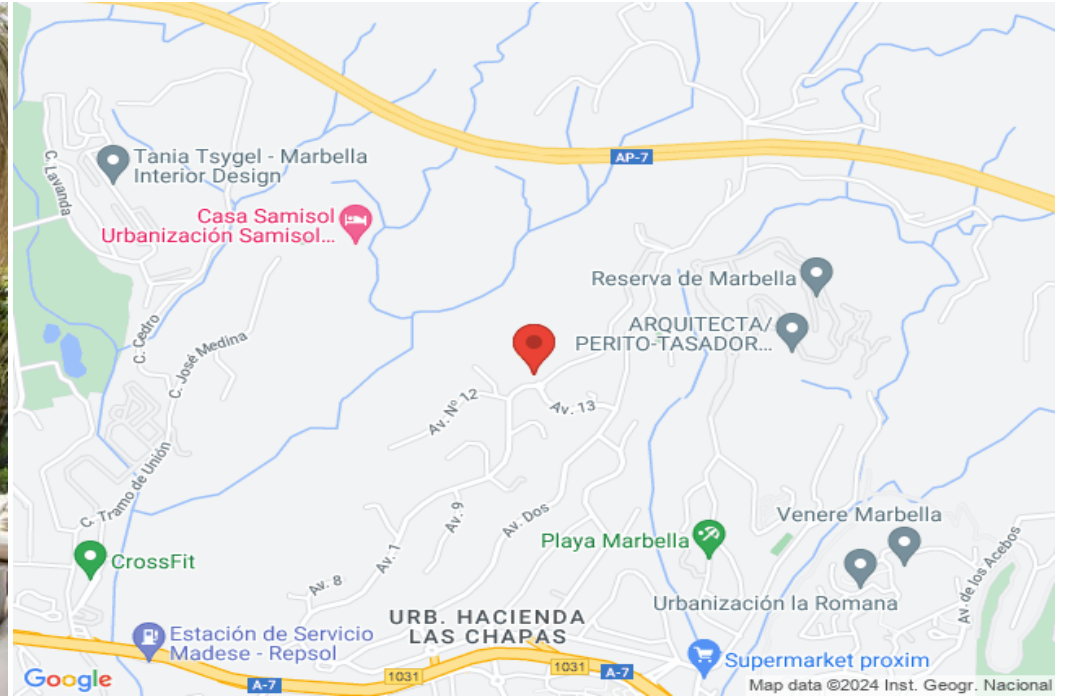 AP-7
Tania Tsygel - Marbella
Interior Design
C. Lavanda
Casa Samisol
Urbanización Samisol...
Reserva de Marbella
ARQUITECTA/
PERITO-TASADOR...
C. Cedro
C. José Medina
Av. Nº 12
Av. 13
C. Tramo de Unión
Av. 9
Av. Dos
Venere Marbella
Playa Marbella
CrossFit
Av. 1
Av. 8
Av. de los Acebos
Urbanización la Romana
URB. HACIENDA
LAS CHAPAS
Estación de Servicio
Madese - Repsol
1031
A-7
Supermarket proxim
Google
A-7
1031
Map data ©2024 Inst. Geogr. Nacional